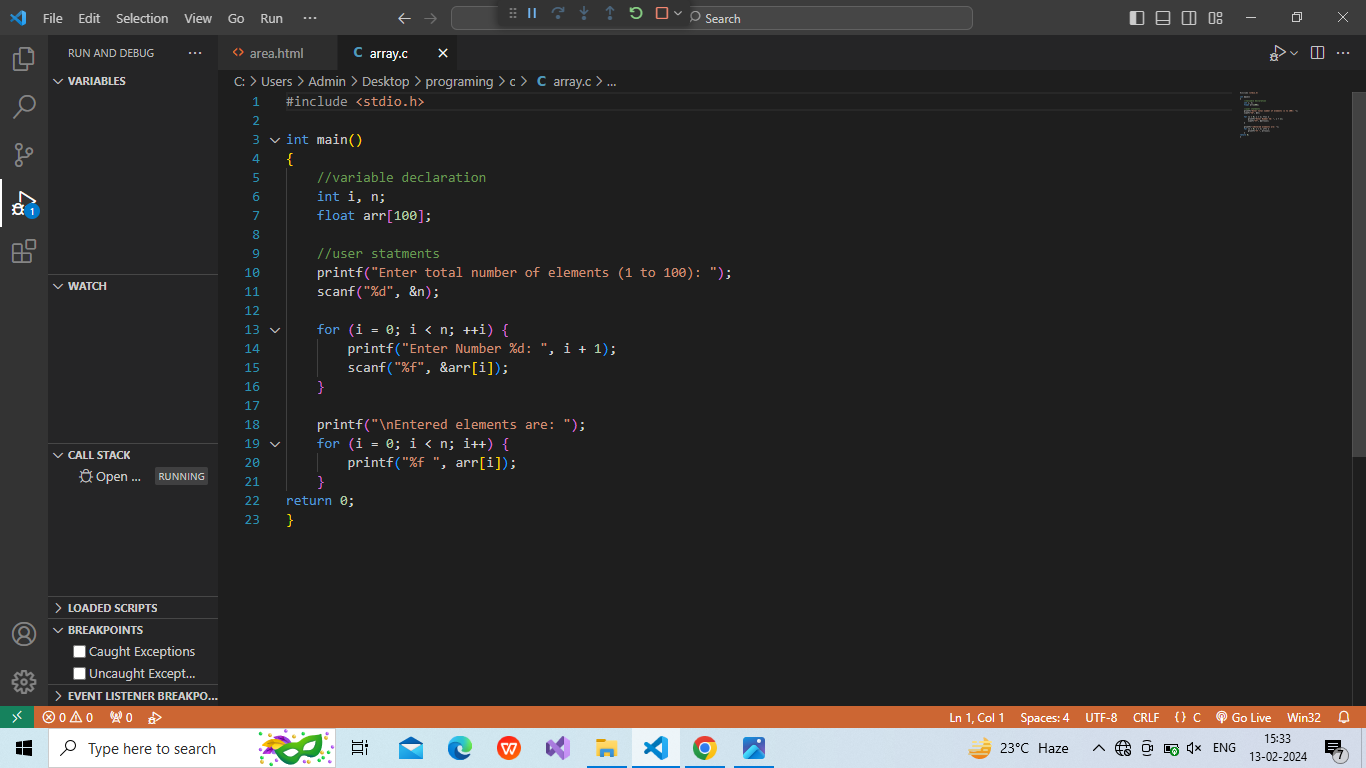 File Edit Selection View Go Run ··· Search
RUN AND DEBUG ···
area.html
C array.c
VARIABLES
C: > Users > Admin > Desktop > programing > c > C array.c > ...
1 #include <stdio.h>
2
3 int main()
4 {
5 //variable declaration
6 int i, n;
7 float arr[100];
8
9 //user statments
10 printf("Enter total number of elements (1 to 100): ");
11 scanf("%d", &n);
12
13 for (i = 0; i < n; ++i) {
14 printf("Enter Number %d: ", i + 1);
15 scanf("%f", &arr[i]);
16 }
17
18 printf("\nEntered elements are: ");
19 for (i = 0; i < n; i++) {
20 printf("%f ", arr[i]);
21 }
22 return 0;
23 }
1
WATCH
CALL STACK
Open ... RUNNING
LOADED SCRIPTS
BREAKPOINTS
Caught Exceptions
Uncaught Except...
EVENT LISTENER BREAKPO...
0 0 0 Ln 1, Col 1 Spaces: 4 UTF-8 CRLF {} C Go Live Win32
Type here to search W 23°C Haze ENG 15:33
13-02-2024 7